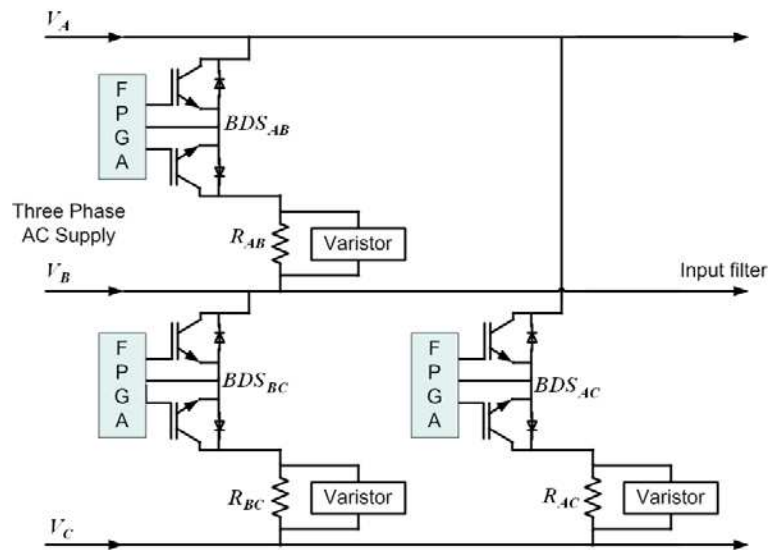 V_A
F
P
G
A
BDS_AB
Three Phase
AC Supply
R_AB
Varistor
V_B
Input filter
F
P
G
A
BDS_BC
F
P
G
A
BDS_AC
R_BC
Varistor
R_AC
Varistor
V_C